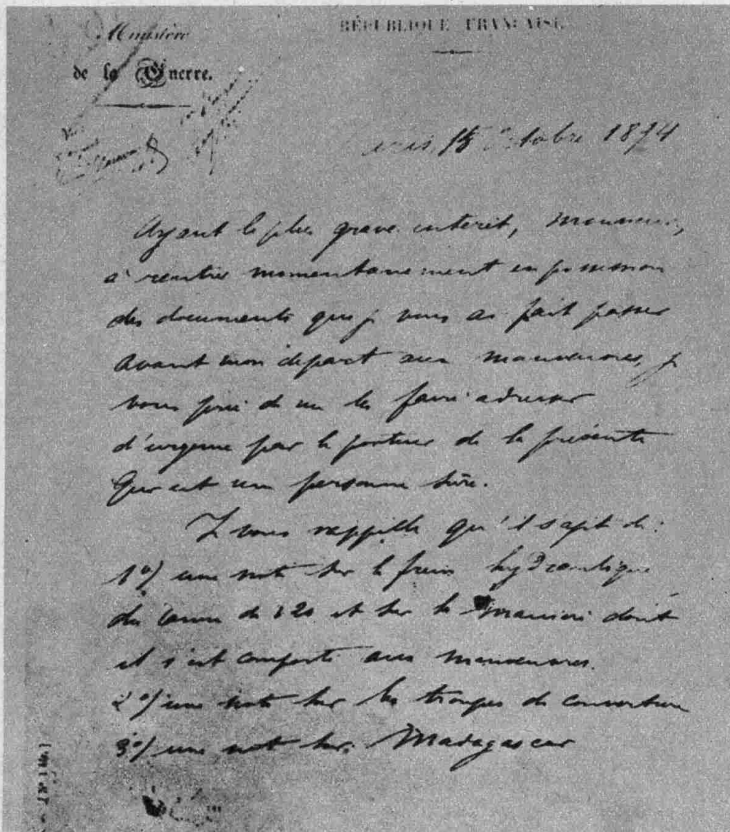 Ministère
RÉPUBLIQUE FRANÇAISE
de la Guerre.
Paris, 15 Octobre 1894
Ayant le plus grave intérêt, monsieur,
à rentrer momentanément en possession
des documents que je vous ai fait passer
avant mon départ aux manœuvres, je
vous prie de me les faire adresser
d'urgence par le porteur de la présente
qui est une personne sûre.
Je vous rappelle qu'il s'agit de:
1°/ une note sur le frein hydraulique
du canon de 120 et sur la manière dont
il s'est comporté aux manœuvres.
2°/ une note sur les troupes de couverture
3°/ une note sur Madagascar